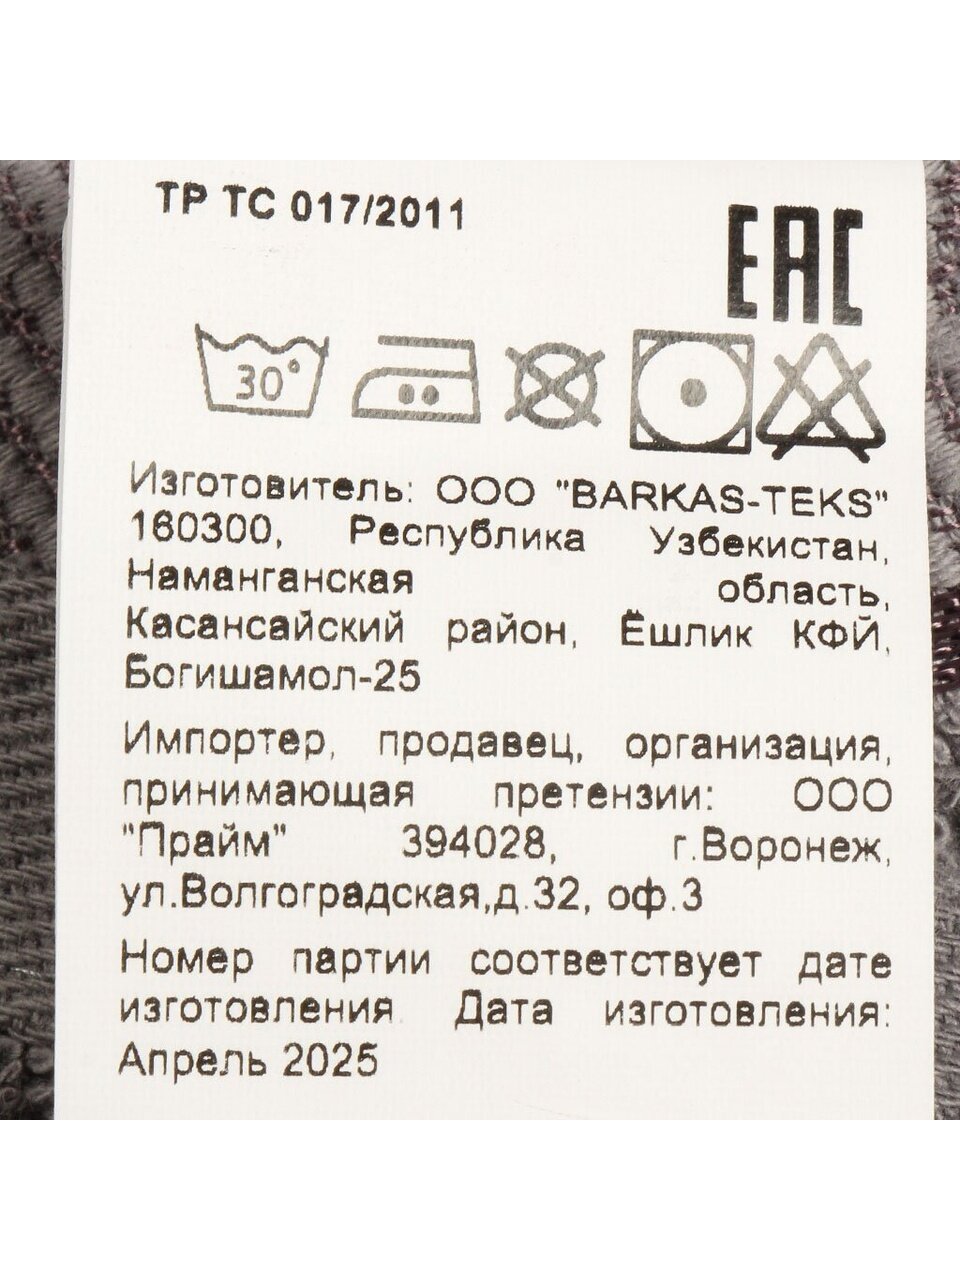 ТР ТС 017/2011
ЕАС
30°
Изготовитель: ООО "BARKAS-TEKS"
160300, Республика Узбекистан,
Наманганская область,
Касансайский район, Ёшлик КФЙ,
Богишамол-25
Импортер, продавец, организация,
принимающая претензии: ООО
"Прайм" 394028, г.Воронеж,
ул.Волгоградская,д.32, оф.3
Номер партии соответствует дате
изготовления Дата изготовления:
Апрель 2025